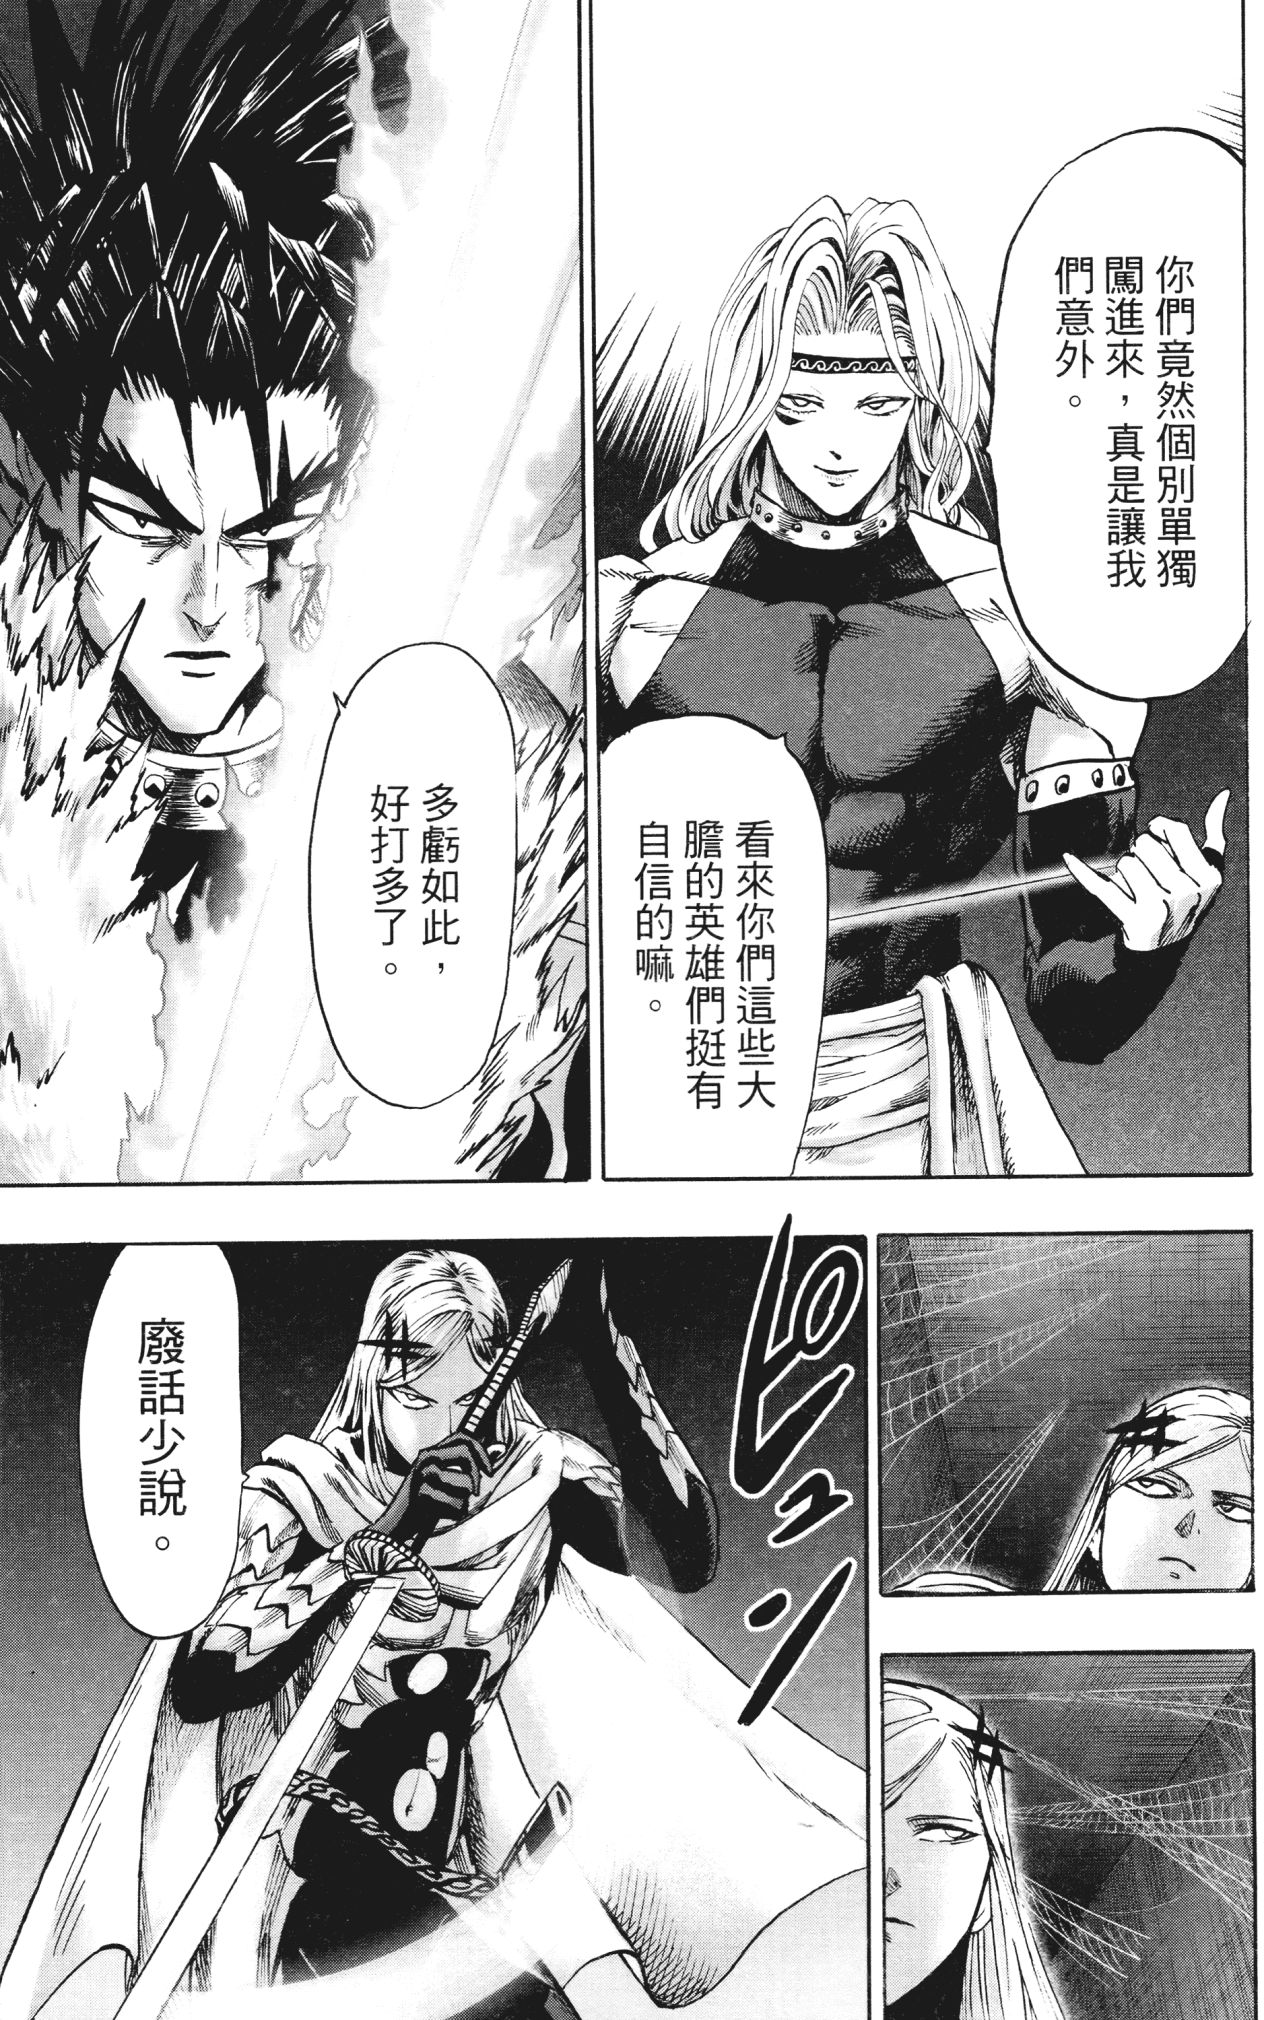 你們竟然個別單獨
闖進來，真是讓我
們意外。
看來你們這些大
膽的英雄們挺有
自信的嘛。
多虧如此，
好打多了。
ヒュン
廢話少說。